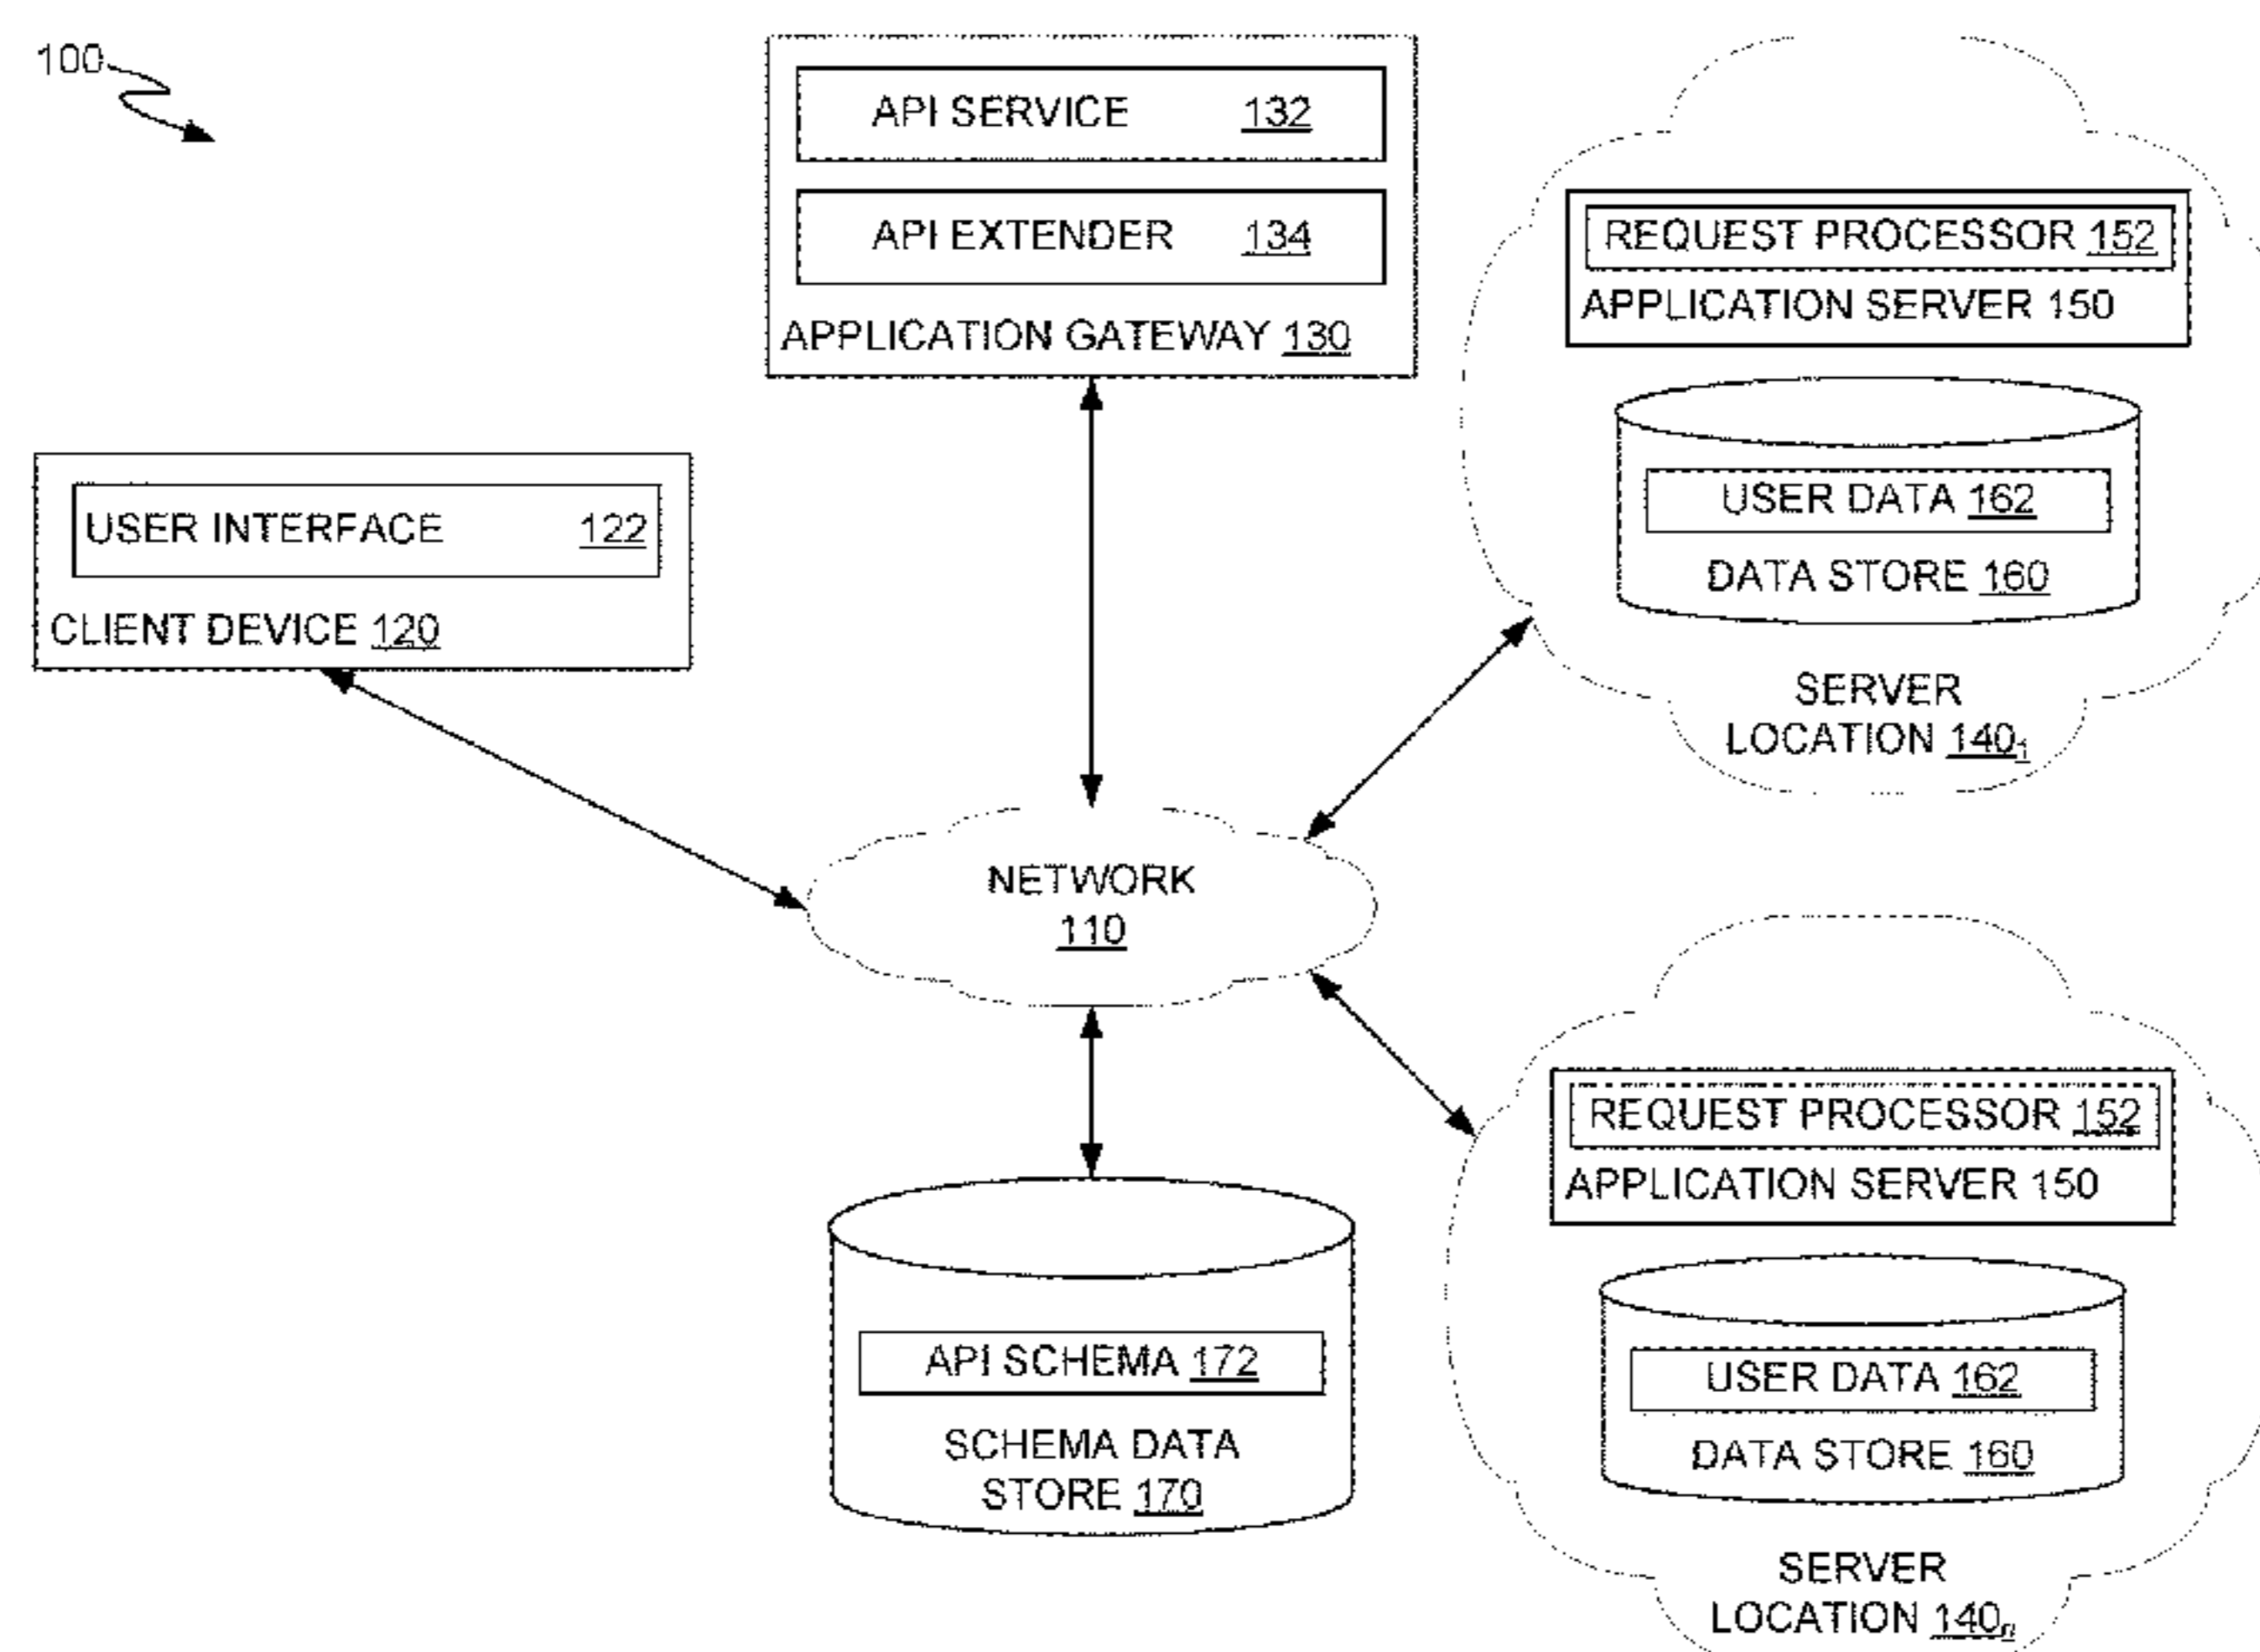 100
API SERVICE 132
API EXTENDER 134
APPLICATION GATEWAY 130
REQUEST PROCESSOR 152
APPLICATION SERVER 150
USER DATA 162
DATA STORE 160
SERVER
LOCATION 140₁
USER INTERFACE 122
CLIENT DEVICE 120
NETWORK
110
REQUEST PROCESSOR 152
APPLICATION SERVER 150
USER DATA 162
DATA STORE 160
SERVER
LOCATION 140ₙ
API SCHEMA 172
SCHEMA DATA
STORE 170